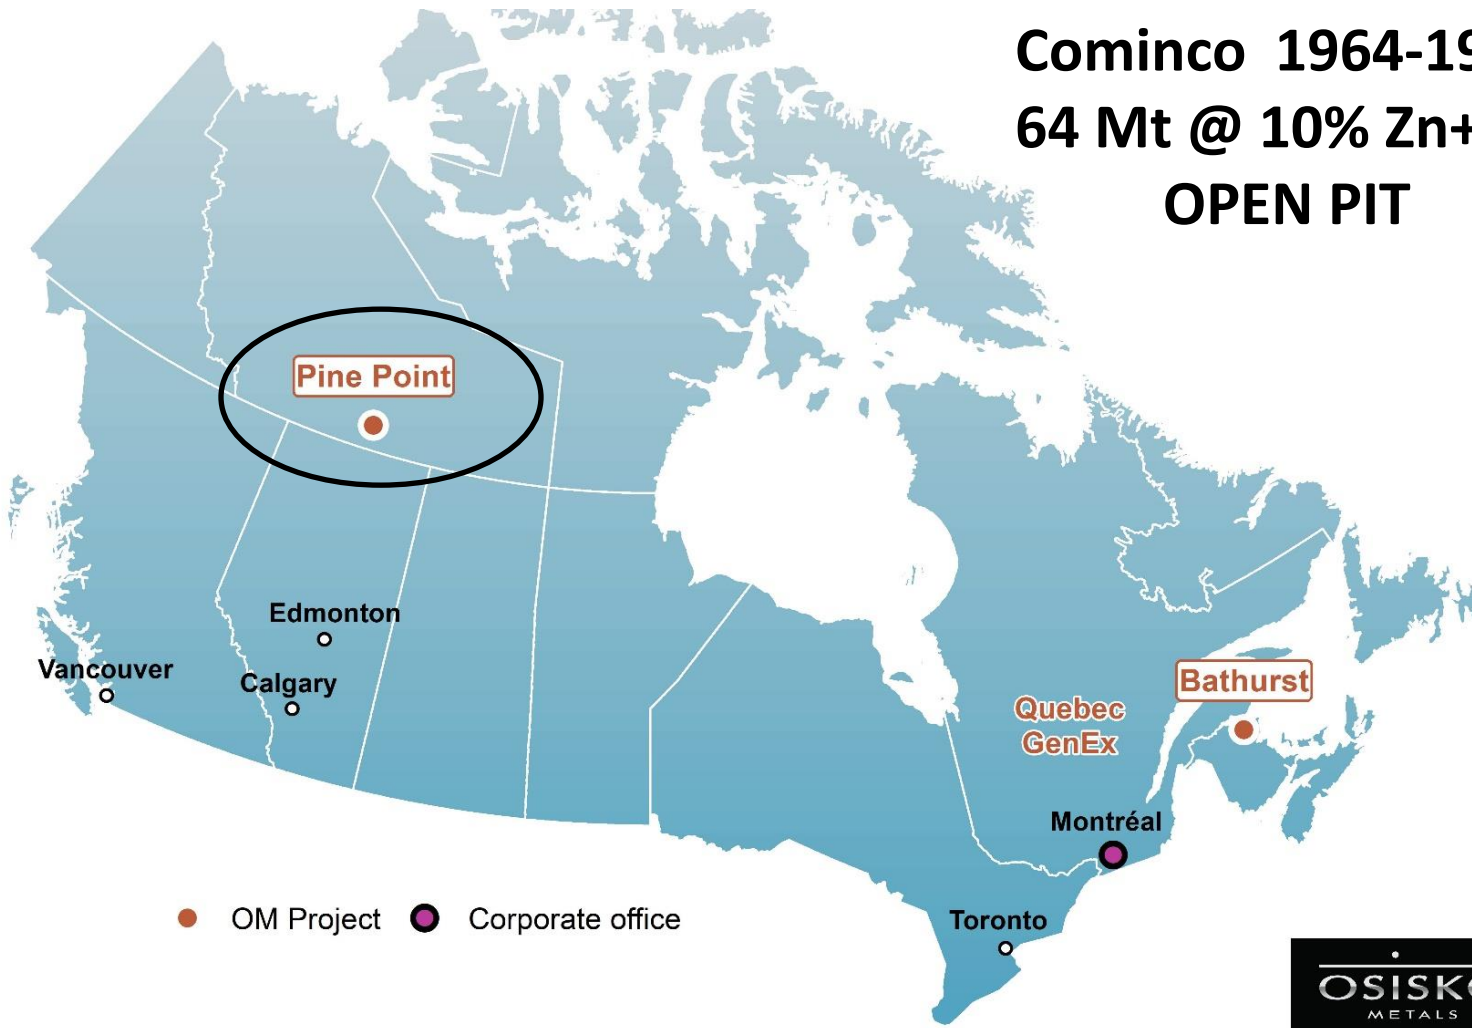 Cominco 1964-19
64 Mt @ 10% Zn+
OPEN PIT
Pine Point
Edmonton
Vancouver
Calgary
Bathurst
Quebec
GenEx
Montréal
OM Project
Corporate office
Toronto
OSISK
METALS